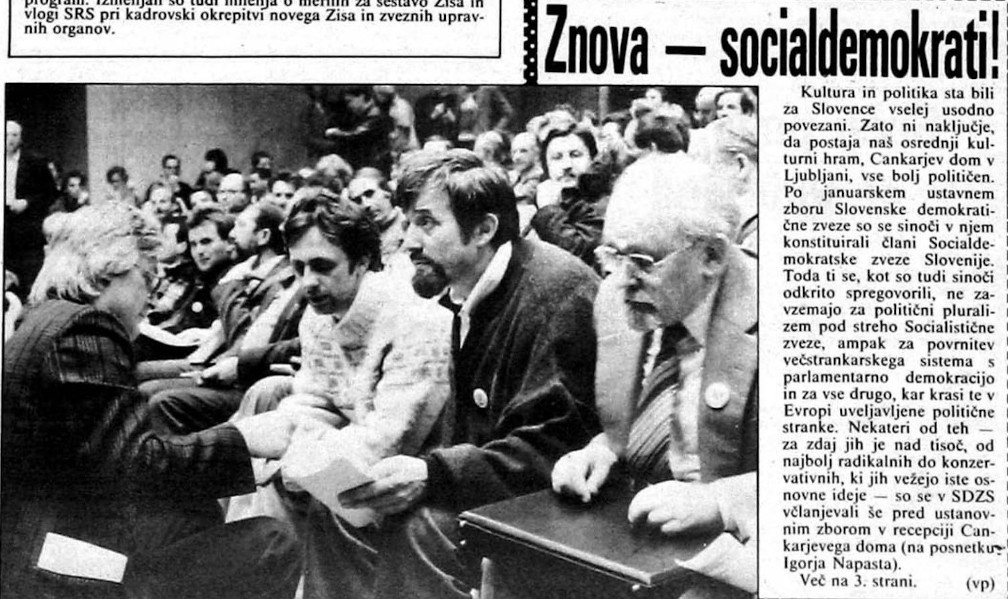 program. Izmenjali so tudi mnenja o merilih za sestavo Zisa in
vlogi SRS pri kadrovski okrepitvi novega Zisa in zveznih uprav-
nih organov.
Znova — socialdemokrati!
Kultura in politika sta bili
za Slovence vselej usodno
povezani. Zato ni naključje,
da postaja naš osrednji kul-
turni hram, Cankarjev dom v
Ljubljani, vse bolj političen.
Po januarskem ustavnem
zboru Slovenske demokrati-
čne zveze so se sinoči v njem
konstituirali člani Socialde-
mokratske zveze Slovenije.
Toda ti se, kot so tudi sinoči
odkrito spregovorili, ne za-
vzemajo za politični plurali-
zem pod streho Socialistične
zveze, ampak za povrnitev
večstrankarskega sistema s
parlamentarno demokracijo
in za vse drugo, kar krasi te v
Evropi uveljavljene politične
stranke. Nekateri od teh —
za zdaj jih je nad tisoč, od
najbolj radikalnih do konzer-
vativnih, ki jih vežejo iste os-
novne ideje — so se v SDZS
včlanjevali še pred ustanov-
nim zborom v recepciji Can-
karjevega doma (na posnetku
Igorja Napasta).
Več na 3. strani. (vp)